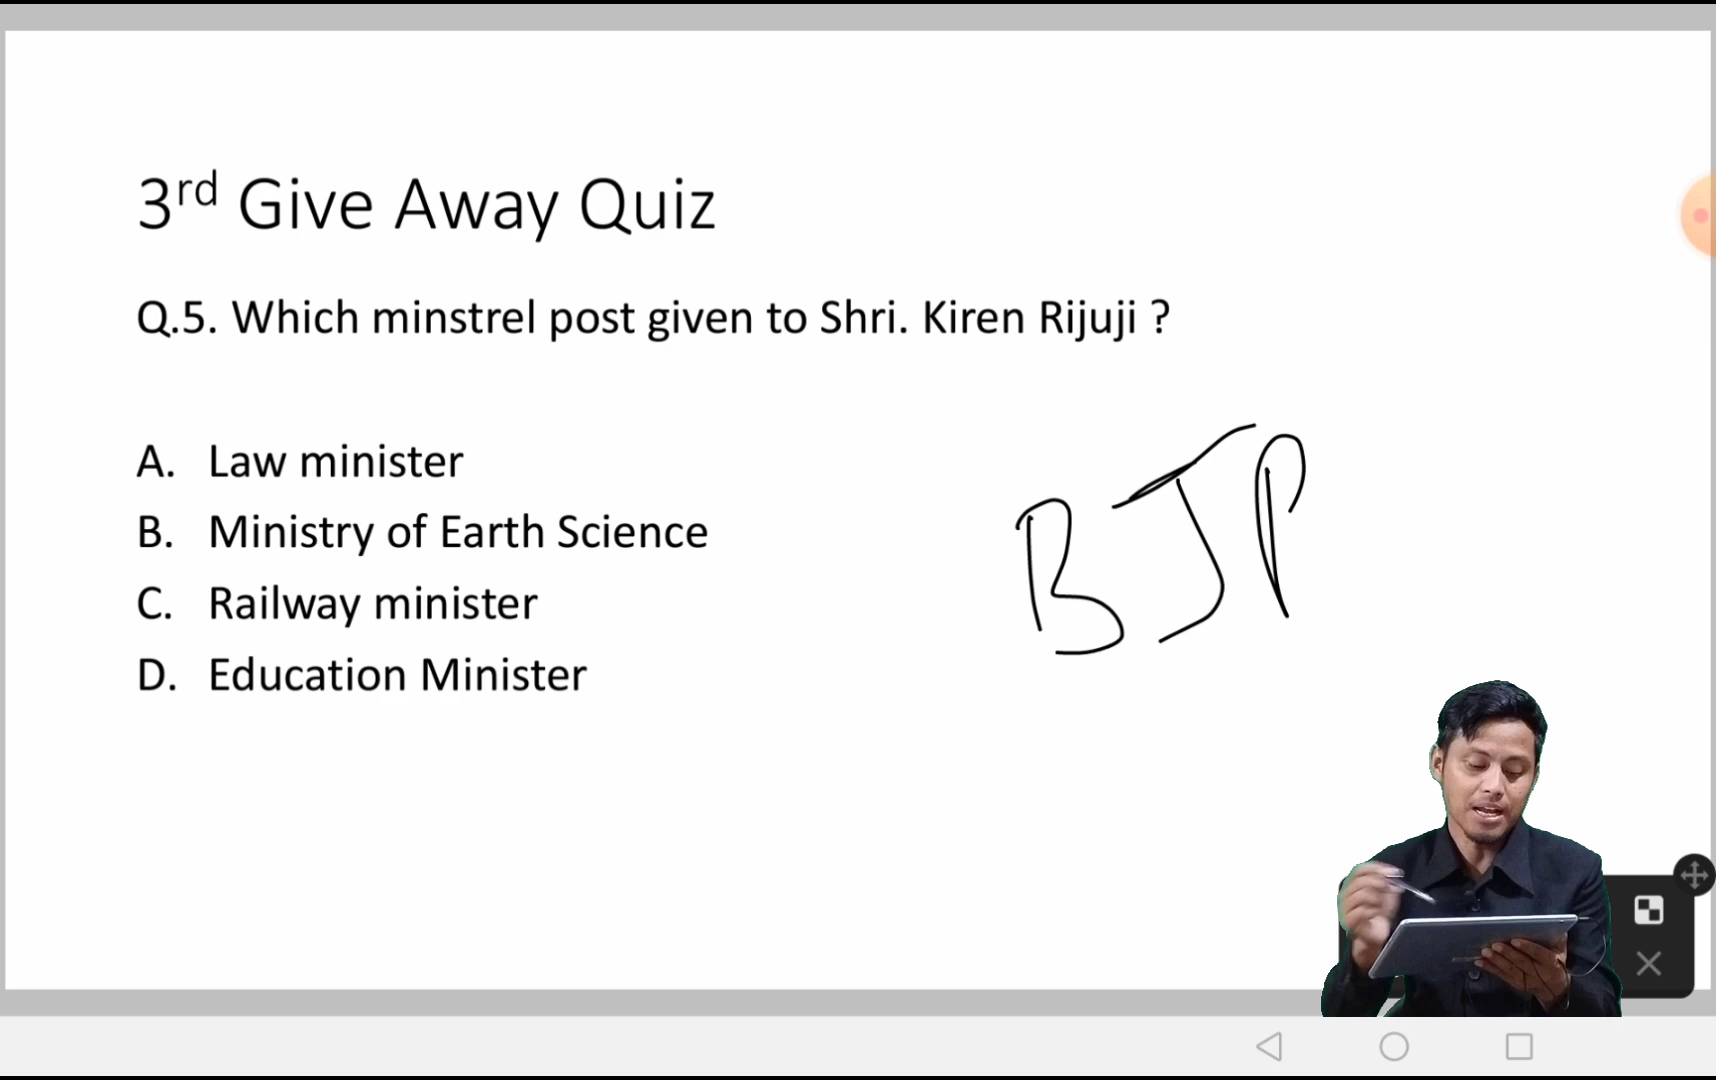 3rd Give Away Quiz
Q.5. Which minstrel post given to Shri. Kiren Rijuji ?
A. Law minister
B. Ministry of Earth Science
C. Railway minister
D. Education Minister
BJP